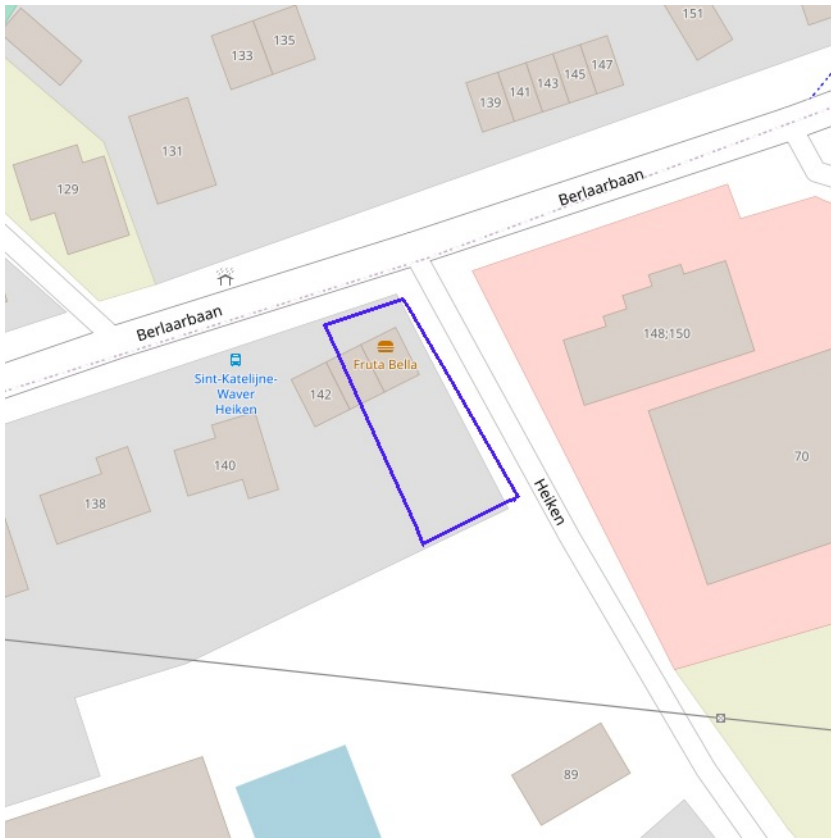 151
135
133
147
145
143
141
139
131
129
Berlaarbaan
Berlaarbaan
148;150
Fruta Bella
Sint-Katelijne-
Waver
Heiken
142
70
140
138
Heiken
89